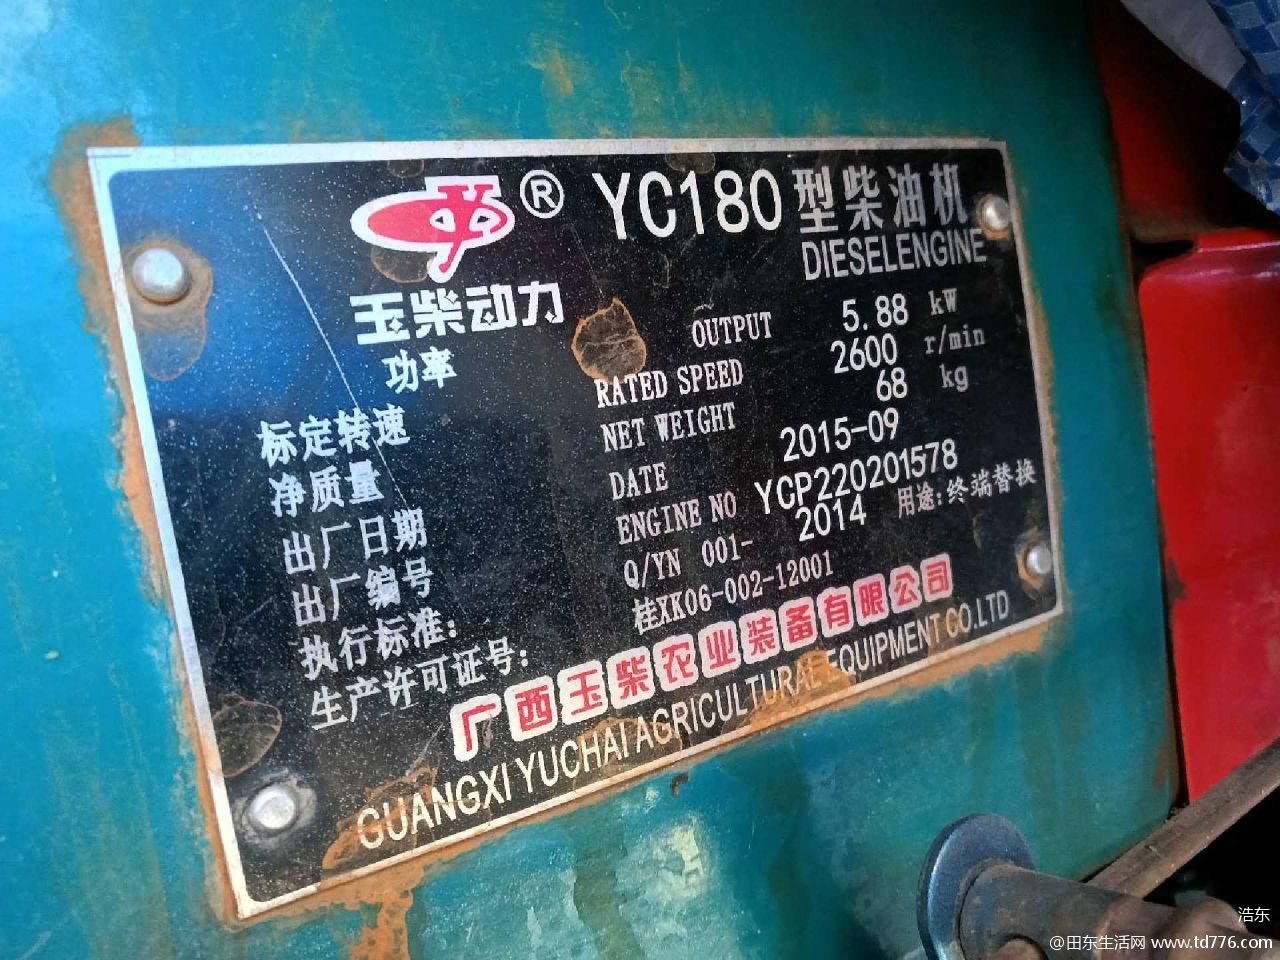 ® YC180型柴油机
DIESELENGINE
玉柴动力
功率 OUTPUT 5.88 kW
标定转速 RATED SPEED 2600 r/min
净质量 NET WEIGHT 68 kg
出厂日期 DATE 2015-09
出厂编号 ENGINE NO YCP220201578
执行标准: Q/YN 001-2014 用途:终端替换
生产许可证号: 桂XK06-002-12001
广西玉柴农业装备有限公司
GUANGXI YUCHAI AGRICULTURAL EQUIPMENT CO.LTD
浩东
@田东生活网 www.td776.com